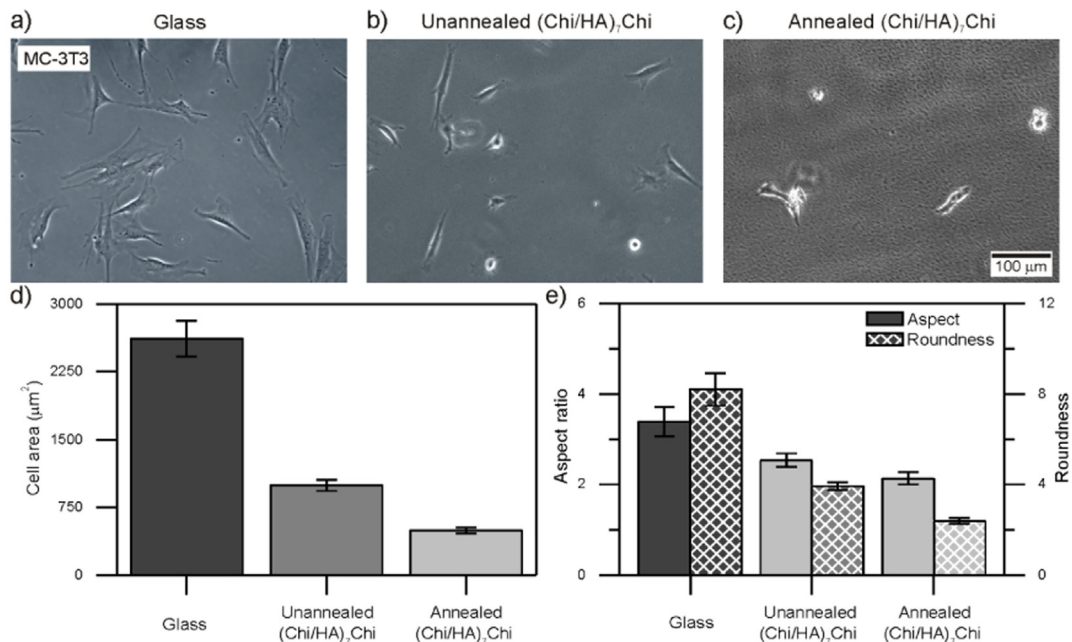 a) Glass
b) Unannealed (Chi/HA)₇Chi
c) Annealed (Chi/HA)₇Chi
MC-3T3
100 μm
d)
Cell area (μm²)
3000
2250
1500
750
0
Glass
Unannealed
(Chi/HA)₇Chi
Annealed
(Chi/HA)₇Chi
e)
Aspect ratio
6
4
2
0
Aspect
Roundness
12
8
4
0
Roundness
Glass
Unannealed
(Chi/HA)₇Chi
Annealed
(Chi/HA)₇Chi